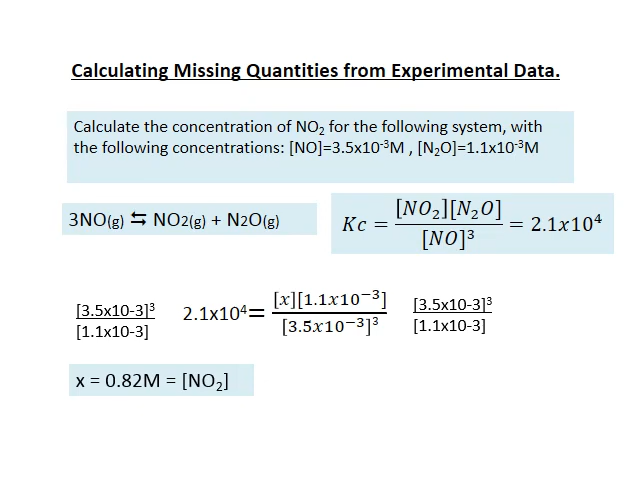 Calculating Missing Quantities from Experimental Data.
Calculate the concentration of NO₂ for the following system, with
the following concentrations: [NO]=3.5x10⁻³M , [N₂O]=1.1x10⁻³M
3NO(g) ⇆ NO2(g) + N2O(g)
Kc = [NO₂][N₂O] / [NO]³ = 2.1x10⁴
[3.5x10-3]³ / [1.1x10-3] 2.1x10⁴ = [x][1.1x10−3] / [3.5x10−3]³ [3.5x10-3]³ / [1.1x10-3]
x = 0.82M = [NO₂]